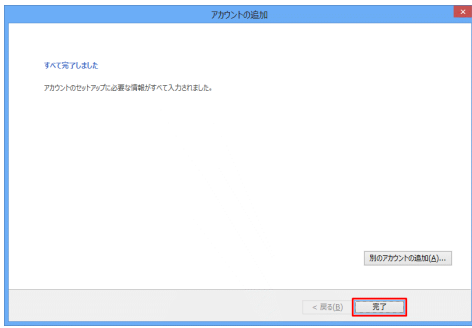 アカウントの追加
すべて完了しました
アカウントのセットアップに必要な情報がすべて入力されました。
別のアカウントの追加(A)...
< 戻る(B)
完了